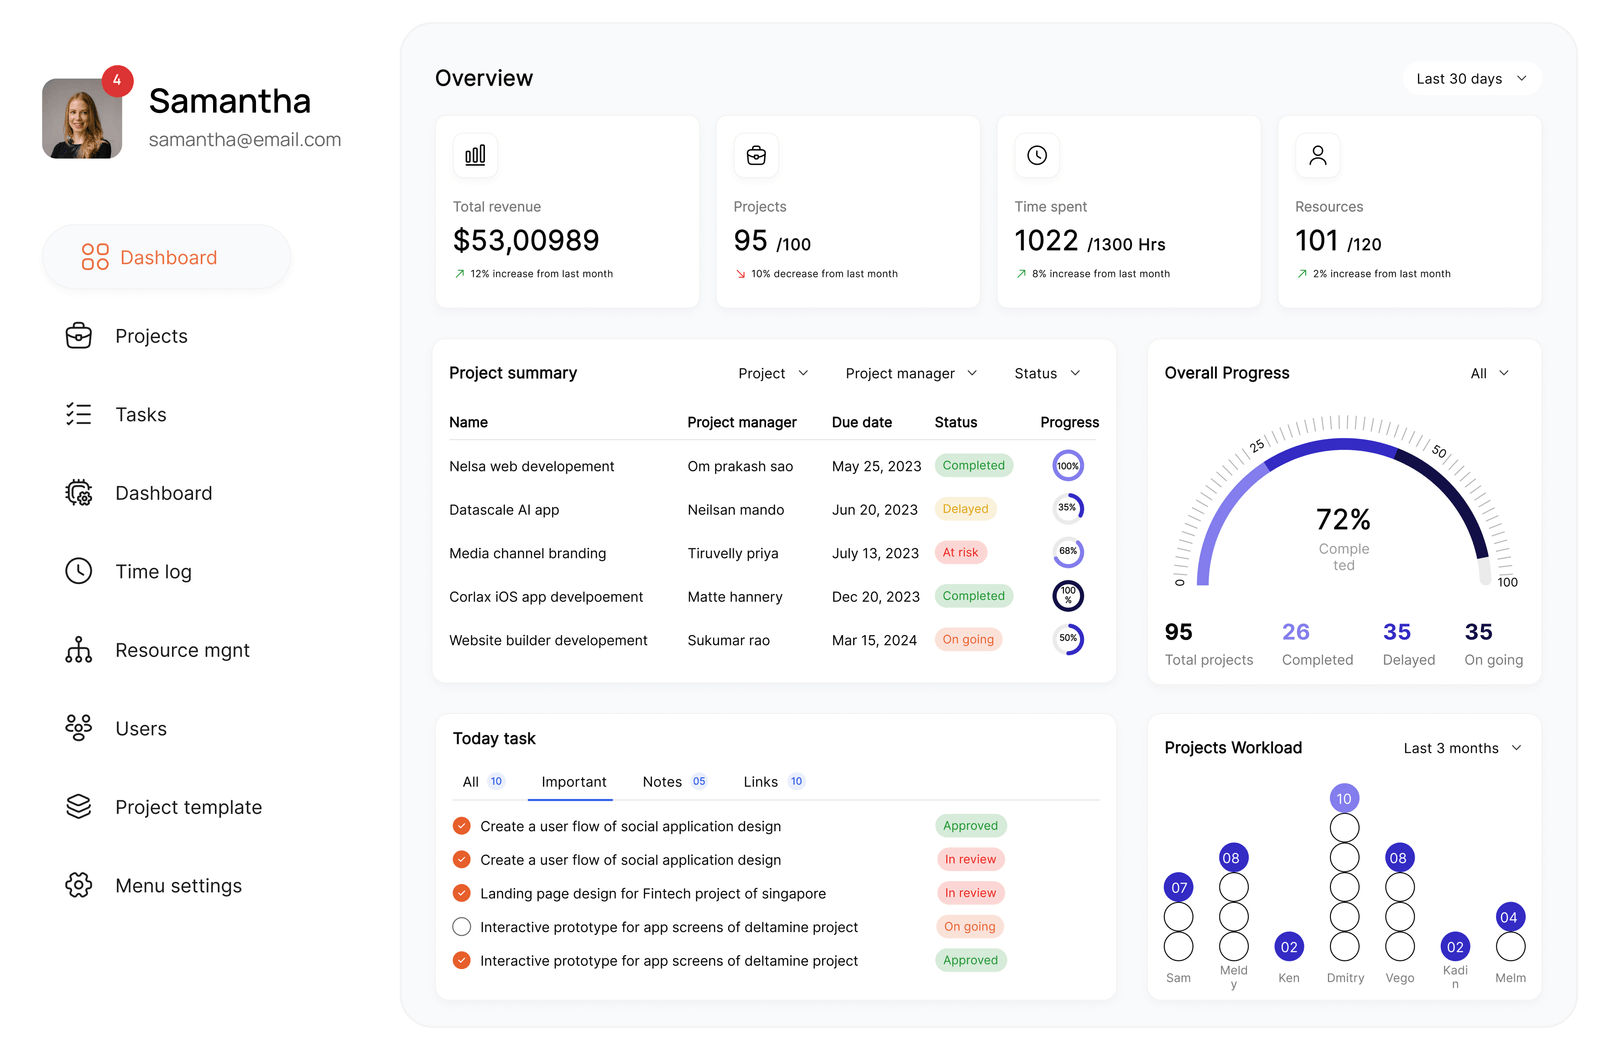 4
Samantha
samantha@email.com
Dashboard
Projects
Tasks
Dashboard
Time log
Resource mgnt
Users
Project template
Menu settings
Overview
Last 30 days
Total revenue
$53,00989
12% increase from last month
Projects
95 /100
10% decrease from last month
Time spent
1022 /1300 Hrs
8% increase from last month
Resources
101 /120
2% increase from last month
Project summary
Project Project manager Status
Name Project manager Due date Status Progress
Nelsa web developement Om prakash sao May 25, 2023 Completed 100%
Datascale AI app Neilsan mando Jun 20, 2023 Delayed 35%
Media channel branding Tiruvelly priya July 13, 2023 At risk 68%
Corlax iOS app develpoement Matte hannery Dec 20, 2023 Completed 100
%
Website builder developement Sukumar rao Mar 15, 2024 On going 50%
Overall Progress
All
0
25
50
100
72%
Comple
ted
95 26 35 35
Total projects Completed Delayed On going
Today task
All 10 Important Notes 05 Links 10
Create a user flow of social application design Approved
Create a user flow of social application design In review
Landing page design for Fintech project of singapore In review
Interactive prototype for app screens of deltamine project On going
Interactive prototype for app screens of deltamine project Approved
Projects Workload
Last 3 months
07 08 02 10 08 02 04
Sam Meld
y Ken Dmitry Vego Kadi
n Melm